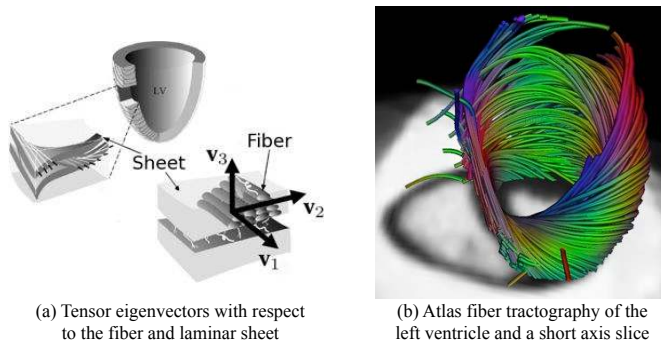 LV
Sheet
Fiber
v3
v2
v1
(a) Tensor eigenvectors with respect
to the fiber and laminar sheet
(b) Atlas fiber tractography of the
left ventricle and a short axis slice